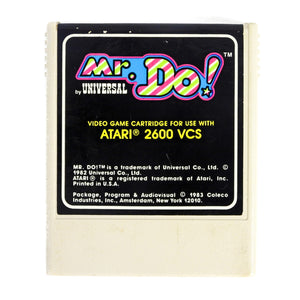 Mr. Do!™
by UNIVERSAL
VIDEO GAME CARTRIDGE FOR USE WITH
ATARI® 2600 VCS
MR. DO!™ is a trademark of Universal Co., Ltd. ©
1982 Universal Co., Ltd.
ATARI® is a registered trademark of Atari, Inc.
Printed in U.S.A.
Package, Program & Audiovisual © 1983 Coleco
Industries, Inc., Amsterdam, New York 12010.